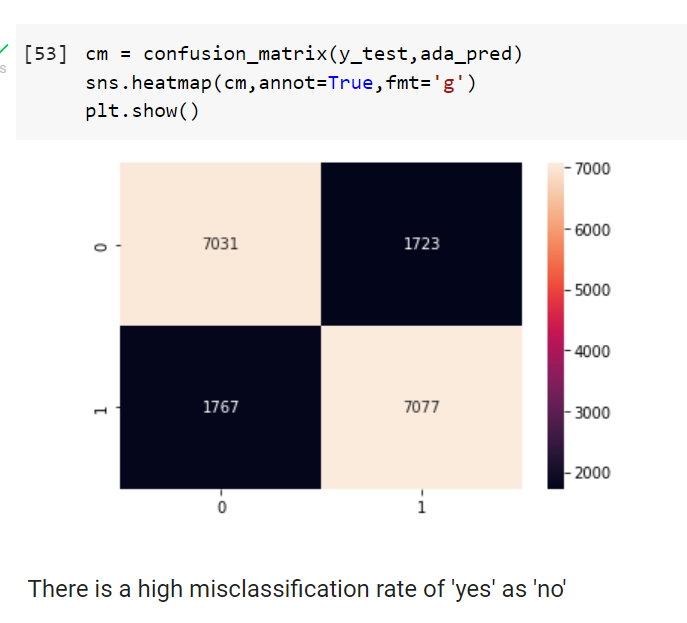 [53] cm = confusion_matrix(y_test,ada_pred)
s
sns.heatmap(cm,annot=True,fmt='g')
plt.show()
7000
0 7031 1723
6000
5000
4000
1 1767 7077
3000
2000
0 1
There is a high misclassification rate of 'yes' as 'no'